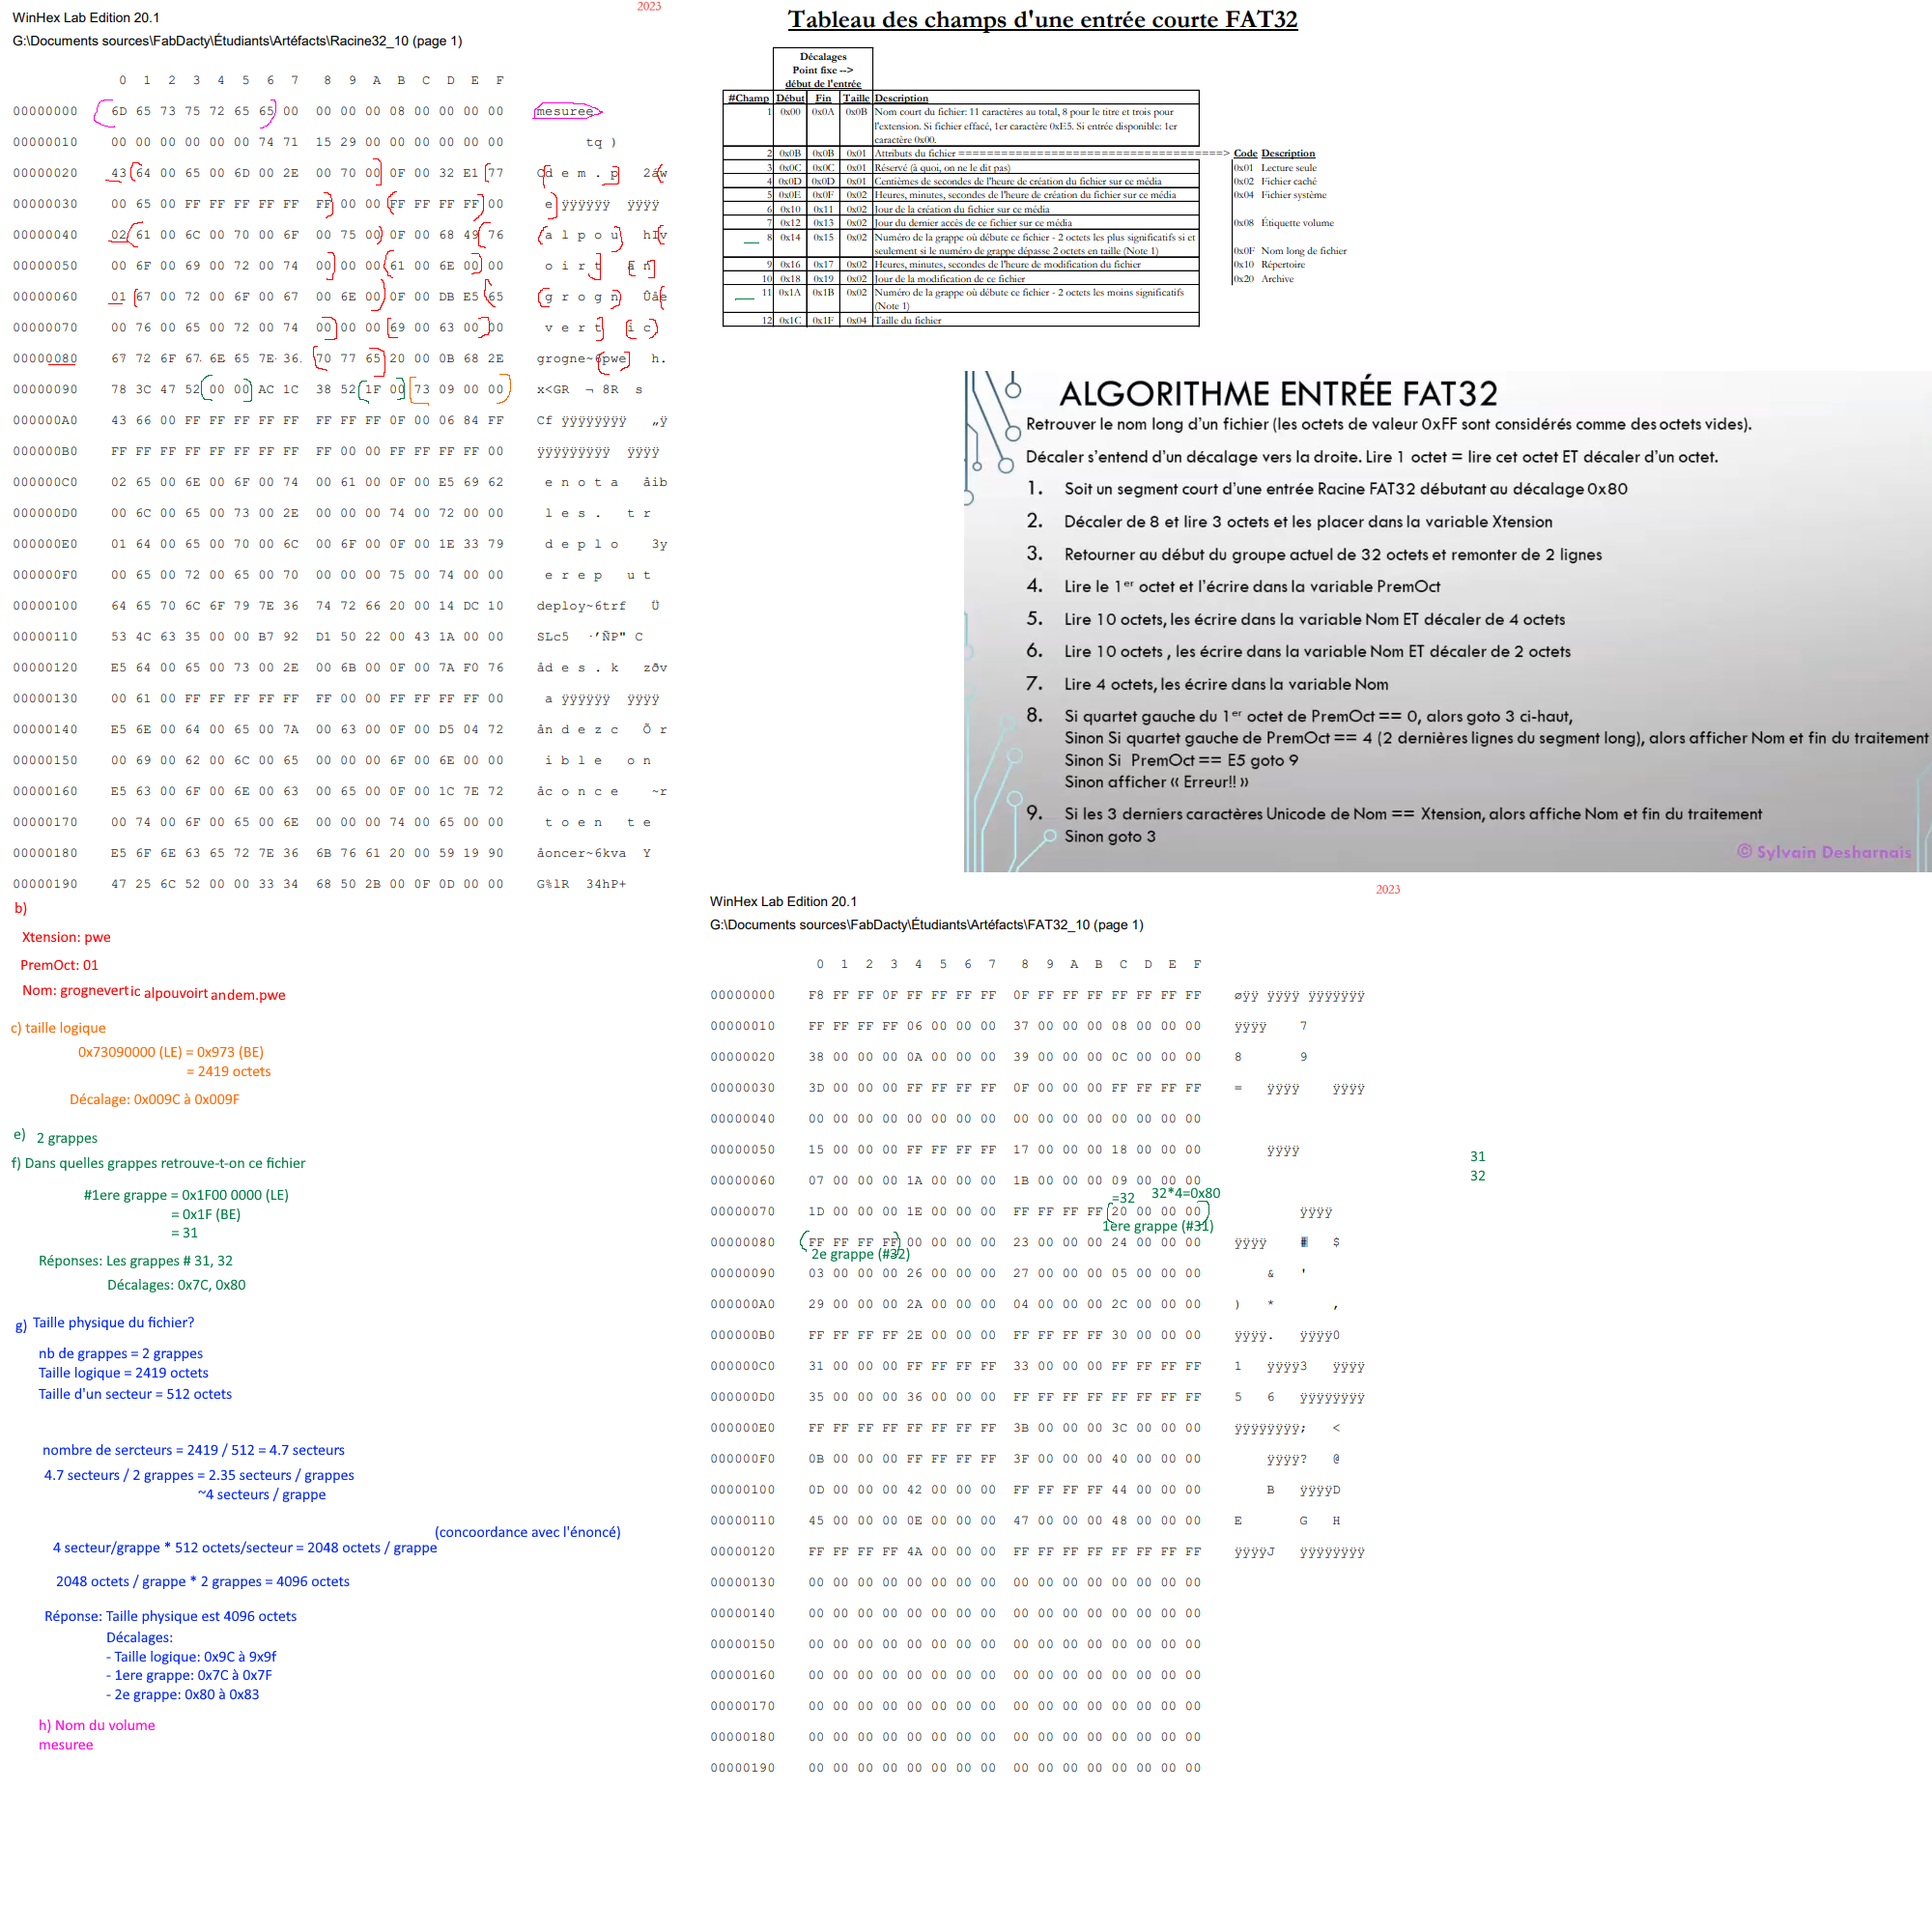 2023
WinHex Lab Edition 20.1
G:\Documents sources\FabDacty\Étudiants\Artéfacts\Racine32_10 (page 1)
0 1 2 3 4 5 6 7 8 9 A B C D E F
00000000 6D 65 73 75 72 65 65 00 00 00 00 08 00 00 00 00 mesuree
00000010 00 00 00 00 00 00 74 71 15 29 00 00 00 00 00 00 tq )
00000020 43 64 00 65 00 6D 00 2E 00 70 00 0F 00 32 E1 77 Cd e m . p 2áw
00000030 00 65 00 FF FF FF FF FF FF 00 00 FF FF FF FF 00 e ÿÿÿÿÿÿ ÿÿÿÿ
00000040 02 61 00 6C 00 70 00 6F 00 75 00 0F 00 68 49 76 a l p o u hIv
00000050 00 6F 00 69 00 72 00 74 00 00 00 61 00 6E 00 00 o i r t a n
00000060 01 67 00 72 00 6F 00 67 00 6E 00 0F 00 DB E5 65 g r o g n Ûåe
00000070 00 76 00 65 00 72 00 74 00 00 00 69 00 63 00 00 v e r t i c
00000080 67 72 6F 67 6E 65 7E 36 70 77 65 20 00 0B 68 2E grogne~6pwe h.
00000090 78 3C 47 52 00 00 AC 1C 38 52 1F 00 73 09 00 00 x<GR ¬ 8R s
000000A0 43 66 00 FF FF FF FF FF FF FF FF 0F 00 06 84 FF Cf ÿÿÿÿÿÿÿÿ „ÿ
000000B0 FF FF FF FF FF FF FF FF FF 00 00 FF FF FF FF 00 ÿÿÿÿÿÿÿÿÿ ÿÿÿÿ
000000C0 02 65 00 6E 00 6F 00 74 00 61 00 0F 00 E5 69 62 e n o t a åib
000000D0 00 6C 00 65 00 73 00 2E 00 00 00 74 00 72 00 00 l e s . t r
000000E0 01 64 00 65 00 70 00 6C 00 6F 00 0F 00 1E 33 79 d e p l o 3y
000000F0 00 65 00 72 00 65 00 70 00 00 00 75 00 74 00 00 e r e p u t
00000100 64 65 70 6C 6F 79 7E 36 74 72 66 20 00 14 DC 10 deploy~6trf Ü
00000110 53 4C 63 35 00 00 B7 92 D1 50 22 00 43 1A 00 00 SLc5 ·'ÑP" C
00000120 E5 64 00 65 00 73 00 2E 00 6B 00 0F 00 7A F0 76 åd e s . k zðv
00000130 00 61 00 FF FF FF FF FF FF 00 00 FF FF FF FF 00 a ÿÿÿÿÿÿ ÿÿÿÿ
00000140 E5 6E 00 64 00 65 00 7A 00 63 00 0F 00 D5 04 72 ån d e z c Õ r
00000150 00 69 00 62 00 6C 00 65 00 00 00 6F 00 6E 00 00 i b l e o n
00000160 E5 63 00 6F 00 6E 00 63 00 65 00 0F 00 1C 7E 72 åc o n c e ~r
00000170 00 74 00 6F 00 65 00 6E 00 00 00 74 00 65 00 00 t o e n t e
00000180 E5 6F 6E 63 65 72 7E 36 6B 76 61 20 00 59 19 90 åoncer~6kva Y
00000190 47 25 6C 52 00 00 33 34 68 50 2B 00 0F 0D 00 00 G%lR 34hP+
b)
Xtension: pwe
PremOct: 01
Nom: grognevertic alpouvoirt andem.pwe
c) taille logique
0x73090000 (LE) = 0x973 (BE)
= 2419 octets
Décalage: 0x009C à 0x009F
e) 2 grappes
f) Dans quelles grappes retrouve-t-on ce fichier
#1ere grappe = 0x1F00 0000 (LE)
= 0x1F (BE)
= 31
Réponses: Les grappes # 31, 32
Décalages: 0x7C, 0x80
g) Taille physique du fichier?
nb de grappes = 2 grappes
Taille logique = 2419 octets
Taille d'un secteur = 512 octets
nombre de sercteurs = 2419 / 512 = 4.7 secteurs
4.7 secteurs / 2 grappes = 2.35 secteurs / grappes
~4 secteurs / grappe
(concoordance avec l'énoncé)
4 secteur/grappe * 512 octets/secteur = 2048 octets / grappe
2048 octets / grappe * 2 grappes = 4096 octets
Réponse: Taille physique est 4096 octets
Décalages:
- Taille logique: 0x9C à 9x9f
- 1ere grappe: 0x7C à 0x7F
- 2e grappe: 0x80 à 0x83
h) Nom du volume
mesuree
Tableau des champs d'une entrée courte FAT32
Décalages
Point fixe -->
début de l'entrée
#Champ Début Fin Taille Description
1 0x00 0x0A 0x0B Nom court du fichier: 11 caractères au total, 8 pour le titre et trois pour
l'extension. Si fichier effacé, 1er caractère 0xE5. Si entrée disponible: 1er
caractère 0x00.
2 0x0B 0x0B 0x01 Attributs du fichier ===================================> Code Description
3 0x0C 0x0C 0x01 Réservé (à quoi, on ne le dit pas) 0x01 Lecture seule
4 0x0D 0x0D 0x01 Centièmes de secondes de l'heure de création du fichier sur ce média 0x02 Fichier caché
5 0x0E 0x0F 0x02 Heures, minutes, secondes de l'heure de création du fichier sur ce média 0x04 Fichier système
6 0x10 0x11 0x02 Jour de la création du fichier sur ce média
7 0x12 0x13 0x02 Jour du dernier accès de ce fichier sur ce média 0x08 Étiquette volume
8 0x14 0x15 0x02 Numéro de la grappe où débute ce fichier - 2 octets les plus significatifs si et
seulement si le numéro de grappe dépasse 2 octets en taille (Note 1) 0x0F Nom long de fichier
9 0x16 0x17 0x02 Heures, minutes, secondes de l'heure de modification du fichier 0x10 Répertoire
10 0x18 0x19 0x02 Jour de la modification de ce fichier 0x20 Archive
11 0x1A 0x1B 0x02 Numéro de la grappe où débute ce fichier - 2 octets les moins significatifs
(Note 1)
12 0x1C 0x1F 0x04 Taille du fichier
ALGORITHME ENTRÉE FAT32
Retrouver le nom long d'un fichier (les octets de valeur 0xFF sont considérés comme des octets vides).
Décaler s'entend d'un décalage vers la droite. Lire 1 octet = lire cet octet ET décaler d'un octet.
1. Soit un segment court d'une entrée Racine FAT32 débutant au décalage 0x80
2. Décaler de 8 et lire 3 octets et les placer dans la variable Xtension
3. Retourner au début du groupe actuel de 32 octets et remonter de 2 lignes
4. Lire le 1er octet et l'écrire dans la variable PremOct
5. Lire 10 octets, les écrire dans la variable Nom ET décaler de 4 octets
6. Lire 10 octets , les écrire dans la variable Nom ET décaler de 2 octets
7. Lire 4 octets, les écrire dans la variable Nom
8. Si quartet gauche du 1er octet de PremOct == 0, alors goto 3 ci-haut,
Sinon Si quartet gauche de PremOct == 4 (2 dernières lignes du segment long), alors afficher Nom et fin du traitement
Sinon Si PremOct == E5 goto 9
Sinon afficher « Erreur!! »
9. Si les 3 derniers caractères Unicode de Nom == Xtension, alors affiche Nom et fin du traitement
Sinon goto 3
© Sylvain Desharnais
2023
WinHex Lab Edition 20.1
G:\Documents sources\FabDacty\Étudiants\Artéfacts\FAT32_10 (page 1)
0 1 2 3 4 5 6 7 8 9 A B C D E F
00000000 F8 FF FF 0F FF FF FF FF 0F FF FF FF FF FF FF FF øÿÿ ÿÿÿÿ ÿÿÿÿÿÿÿ
00000010 FF FF FF FF 06 00 00 00 37 00 00 00 08 00 00 00 ÿÿÿÿ 7
00000020 38 00 00 00 0A 00 00 00 39 00 00 00 0C 00 00 00 8 9
00000030 3D 00 00 00 FF FF FF FF 0F 00 00 00 FF FF FF FF = ÿÿÿÿ ÿÿÿÿ
00000040 00 00 00 00 00 00 00 00 00 00 00 00 00 00 00 00
00000050 15 00 00 00 FF FF FF FF 17 00 00 00 18 00 00 00 ÿÿÿÿ
31
32
00000060 07 00 00 00 1A 00 00 00 1B 00 00 00 09 00 00 00
=32 32*4=0x80
00000070 1D 00 00 00 1E 00 00 00 FF FF FF FF 20 00 00 00 ÿÿÿÿ
1ere grappe (#31)
00000080 FF FF FF FF 00 00 00 00 23 00 00 00 24 00 00 00 ÿÿÿÿ # $
2e grappe (#32)
00000090 03 00 00 00 26 00 00 00 27 00 00 00 05 00 00 00 & '
000000A0 29 00 00 00 2A 00 00 00 04 00 00 00 2C 00 00 00 ) * ,
000000B0 FF FF FF FF 2E 00 00 00 FF FF FF FF 30 00 00 00 ÿÿÿÿ. ÿÿÿÿ0
000000C0 31 00 00 00 FF FF FF FF 33 00 00 00 FF FF FF FF 1 ÿÿÿÿ3 ÿÿÿÿ
000000D0 35 00 00 00 36 00 00 00 FF FF FF FF FF FF FF FF 5 6 ÿÿÿÿÿÿÿÿ
000000E0 FF FF FF FF FF FF FF FF 3B 00 00 00 3C 00 00 00 ÿÿÿÿÿÿÿÿ; <
000000F0 0B 00 00 00 FF FF FF FF 3F 00 00 00 40 00 00 00 ÿÿÿÿ? @
00000100 0D 00 00 00 42 00 00 00 FF FF FF FF 44 00 00 00 B ÿÿÿÿD
00000110 45 00 00 00 0E 00 00 00 47 00 00 00 48 00 00 00 E G H
00000120 FF FF FF FF 4A 00 00 00 FF FF FF FF FF FF FF FF ÿÿÿÿJ ÿÿÿÿÿÿÿÿ
00000130 00 00 00 00 00 00 00 00 00 00 00 00 00 00 00 00
00000140 00 00 00 00 00 00 00 00 00 00 00 00 00 00 00 00
00000150 00 00 00 00 00 00 00 00 00 00 00 00 00 00 00 00
00000160 00 00 00 00 00 00 00 00 00 00 00 00 00 00 00 00
00000170 00 00 00 00 00 00 00 00 00 00 00 00 00 00 00 00
00000180 00 00 00 00 00 00 00 00 00 00 00 00 00 00 00 00
00000190 00 00 00 00 00 00 00 00 00 00 00 00 00 00 00 00